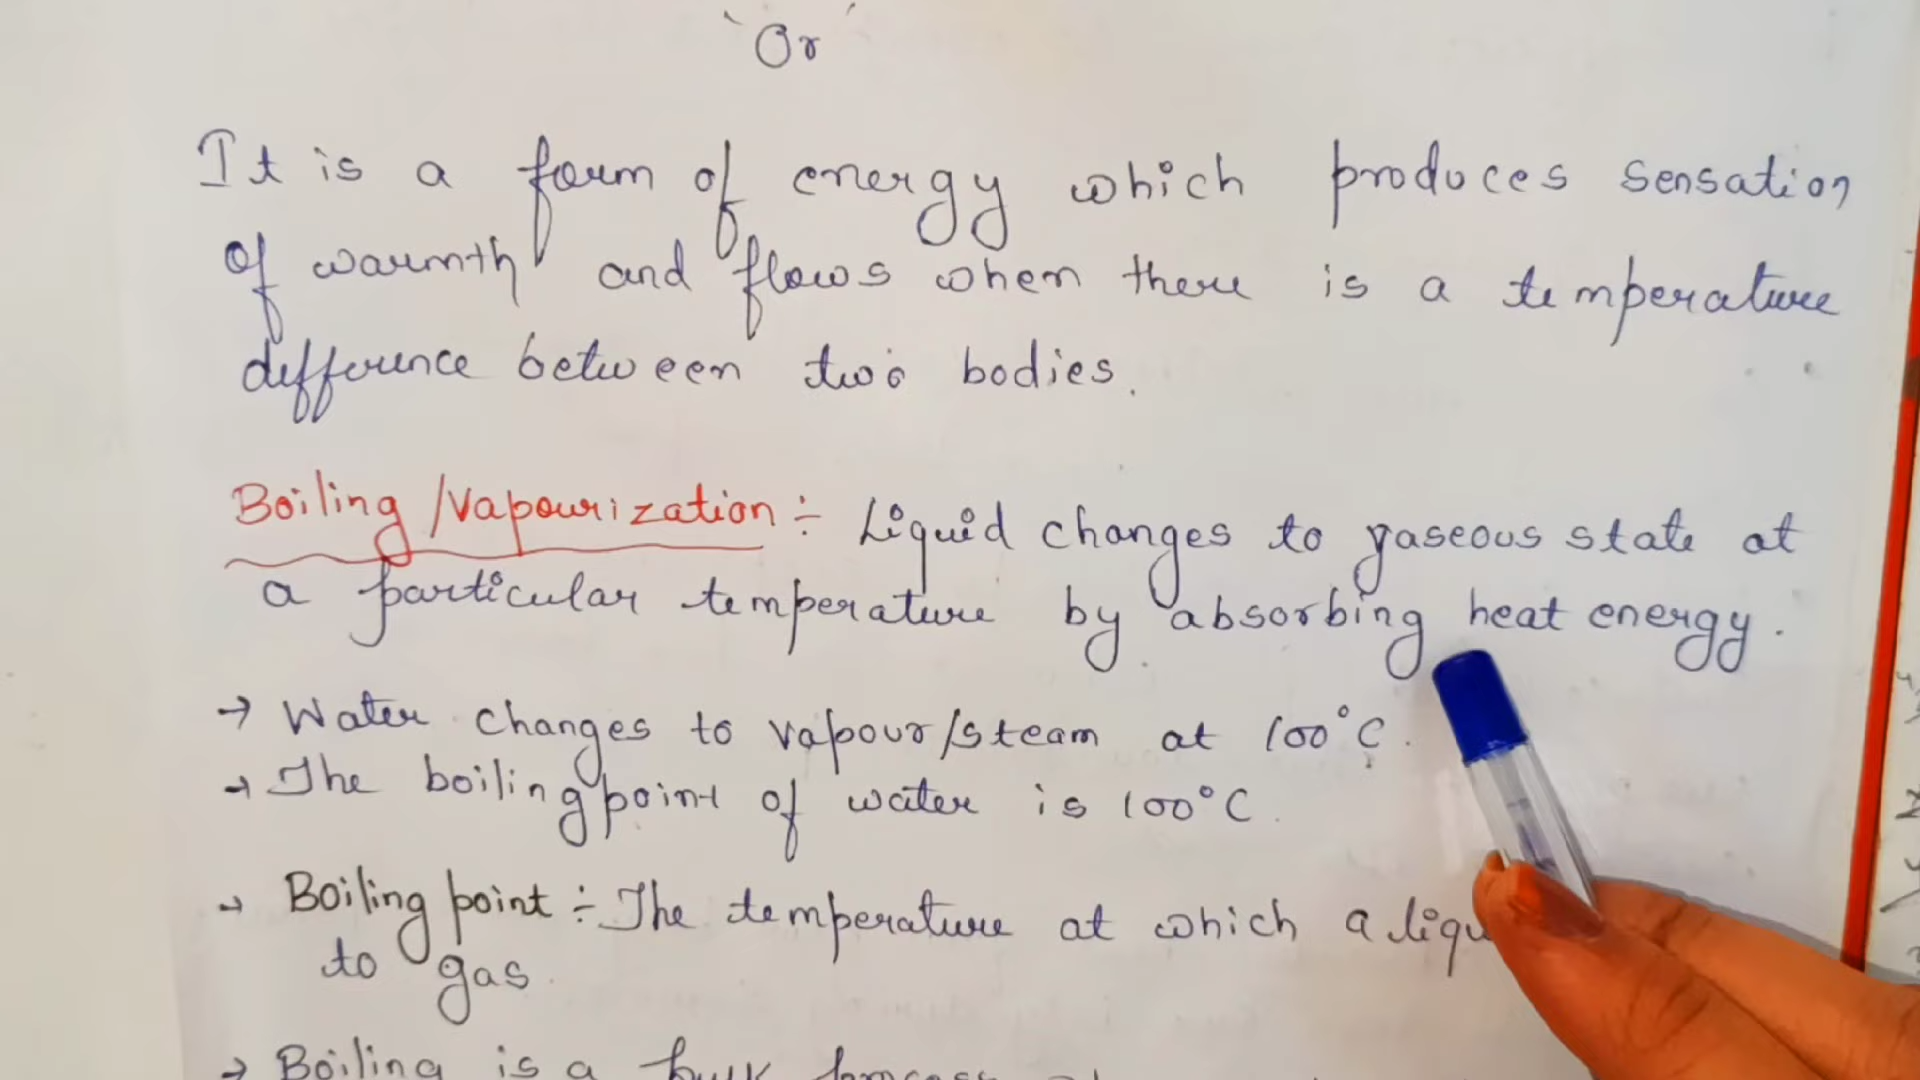 'Or'
It is a form of energy which produces sensation
of warmth and flows when there is a temperature
difference between two bodies.
Boiling /Vapourization ÷ Liquid changes to gaseous state at
a particular temperature by absorbing heat energy.
→ Water changes to vapour/steam at 100°C.
→ The boiling point of water is 100°C.
→ Boiling point ÷ The temperature at which a
to gas.
→ Boiling is a bulk process